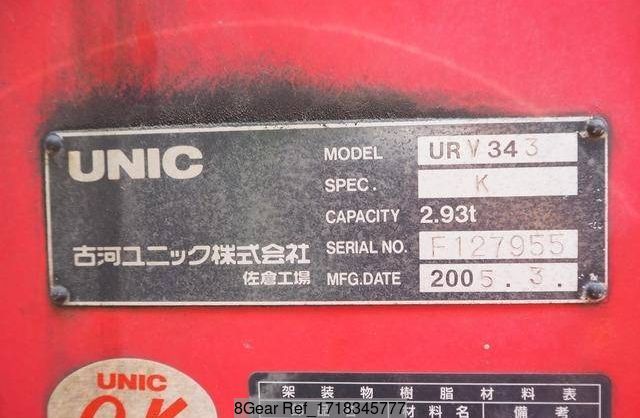 UNIC
MODEL URV343
SPEC. K
CAPACITY 2.93t
古河ユニック株式会社
SERIAL NO. F127955
佐倉工場
MFG.DATE 2005.3.
UNIC
O.K
架装物樹脂材料表
材料名 備考
8Gear Ref_1718345777